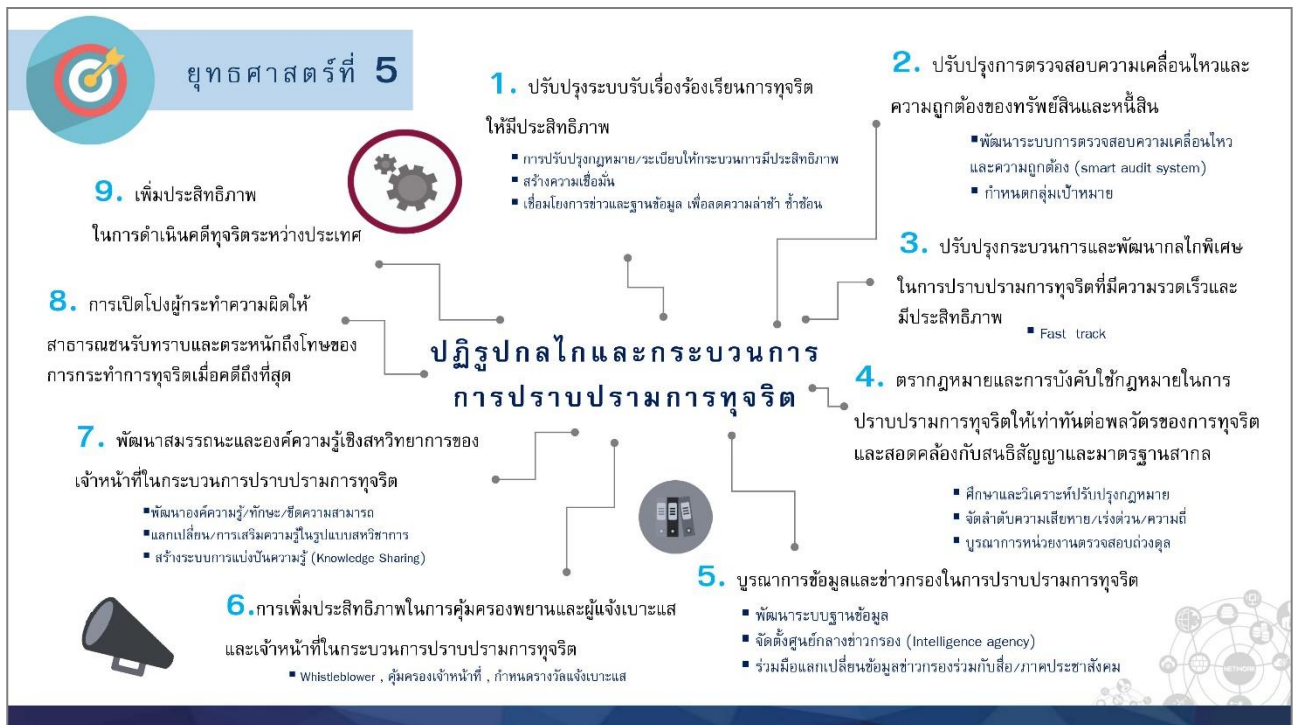 ยุทธศาสตร์ที่ 5
1. ปรับปรุงระบบรับเรื่องร้องเรียนการทุจริต
ให้มีประสิทธิภาพ
▪ การปรับปรุงกฎหมาย/ระเบียบให้กระบวนการมีประสิทธิภาพ
▪ สร้างความเชื่อมั่น
▪ เชื่อมโยงการข่าวและฐานข้อมูล เพื่อลดความล่าช้า ซ้ำซ้อน
2. ปรับปรุงการตรวจสอบความเคลื่อนไหวและ
ความถูกต้องของทรัพย์สินและหนี้สิน
▪พัฒนาระบบการตรวจสอบความเคลื่อนไหว
และความถูกต้อง (smart audit system)
▪ กำหนดกลุ่มเป้าหมาย
3. ปรับปรุงกระบวนการและพัฒนากลไกพิเศษ
ในการปราบปรามการทุจริตที่มีความรวดเร็วและ
มีประสิทธิภาพ
▪ Fast track
ปฏิรูปกลไกและกระบวนการ
การปราบปรามการทุจริต
4. ตรากฎหมายและการบังคับใช้กฎหมายในการ
ปราบปรามการทุจริตให้เท่าทันต่อพลวัตรของการทุจริต
และสอดคล้องกับสนธิสัญญาและมาตรฐานสากล
▪ ศึกษาและวิเคราะห์ปรับปรุงกฎหมาย
▪ จัดลำดับความเสียหาย/เร่งด่วน/ความถี่
▪ บูรณาการหน่วยงานตรวจสอบถ่วงดุล
5. บูรณาการข้อมูลและข่าวกรองในการปราบปรามการทุจริต
▪ พัฒนาระบบฐานข้อมูล
▪ จัดตั้งศูนย์กลางข่าวกรอง (Intelligence agency)
▪ ร่วมมือแลกเปลี่ยนข้อมูลข่าวกรองร่วมกับสื่อ/ภาคประชาสังคม
6.การเพิ่มประสิทธิภาพในการคุ้มครองพยานและผู้แจ้งเบาะแส
และเจ้าหน้าที่ในกระบวนการปราบปรามการทุจริต
▪ Whistleblower , คุ้มครองเจ้าหน้าที่ , กำหนดรางวัลแจ้งเบาะแส
7. พัฒนาสมรรถนะและองค์ความรู้เชิงสหวิทยาการของ
เจ้าหน้าที่ในกระบวนการปราบปรามการทุจริต
▪พัฒนาองค์ความรู้/ทักษะ/ขีดความสามารถ
▪แลกเปลี่ยน/การเสริมความรู้ในรูปแบบสหวิชาการ
▪ สร้างระบบการแบ่งปันความรู้ (Knowledge Sharing)
8. การเปิดโปงผู้กระทำความผิดให้
สาธารณชนรับทราบและตระหนักถึงโทษของ
การกระทำการทุจริตเมื่อคดีถึงที่สุด
9. เพิ่มประสิทธิภาพ
ในการดำเนินคดีทุจริตระหว่างประเทศ
NETWORK